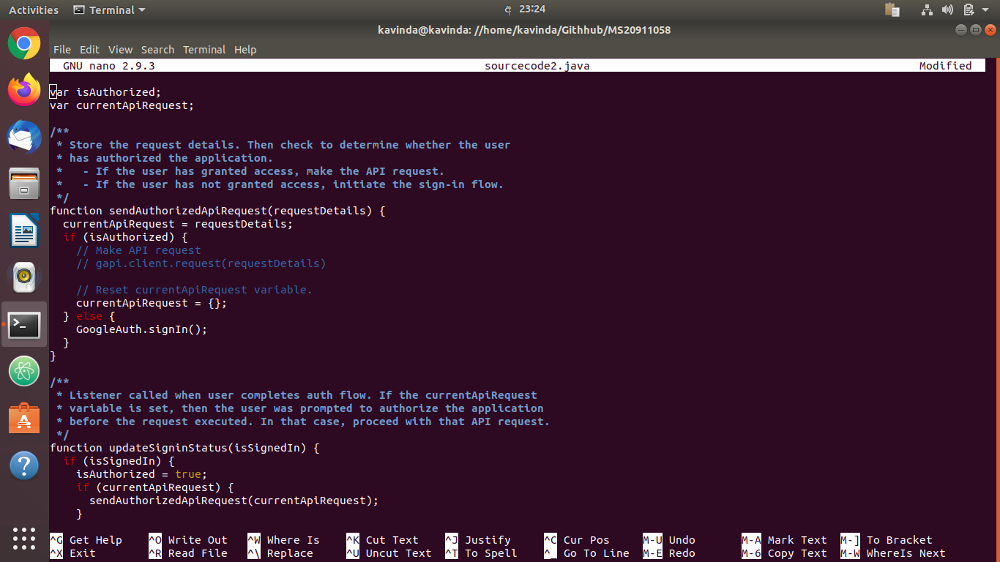 Activities Terminal 23:24
kavinda@kavinda: //home/kavinda/Githhub/MS20911058
File Edit View Search Terminal Help
GNU nano 2.9.3 sourcecode2.java Modified
var isAuthorized;
var currentApiRequest;
/**
* Store the request details. Then check to determine whether the user
* has authorized the application.
*   - If the user has granted access, make the API request.
*   - If the user has not granted access, initiate the sign-in flow.
*/
function sendAuthorizedApiRequest(requestDetails) {
currentApiRequest = requestDetails;
if (isAuthorized) {
// Make API request
// gapi.client.request(requestDetails)
// Reset currentApiRequest variable.
currentApiRequest = {};
} else {
GoogleAuth.signIn();
}
}
/**
* Listener called when user completes auth flow. If the currentApiRequest
* variable is set, then the user was prompted to authorize the application
* before the request executed. In that case, proceed with that API request.
*/
function updateSigninStatus(isSignedIn) {
if (isSignedIn) {
isAuthorized = true;
if (currentApiRequest) {
sendAuthorizedApiRequest(currentApiRequest);
}
^G Get Help ^O Write Out ^W Where Is ^K Cut Text ^J Justify ^C Cur Pos M-U Undo M-A Mark Text M-] To Bracket
^X Exit ^R Read File ^\ Replace ^U Uncut Text ^T To Spell ^_ Go To Line M-E Redo M-6 Copy Text M-W WhereIs Next